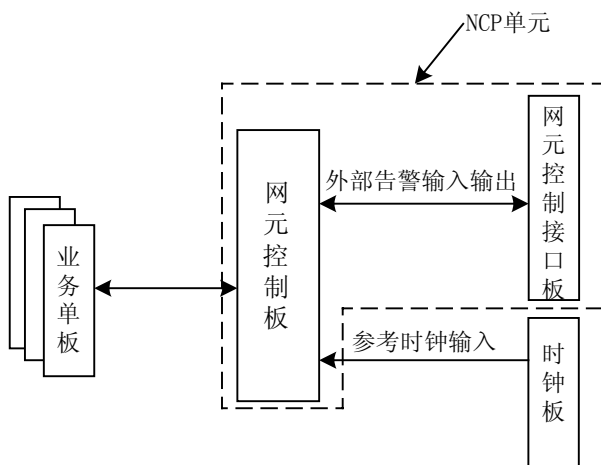 NCP单元
网元控制板
外部告警输入输出
网元控制接口板
业务单板
参考时钟输入
时钟板